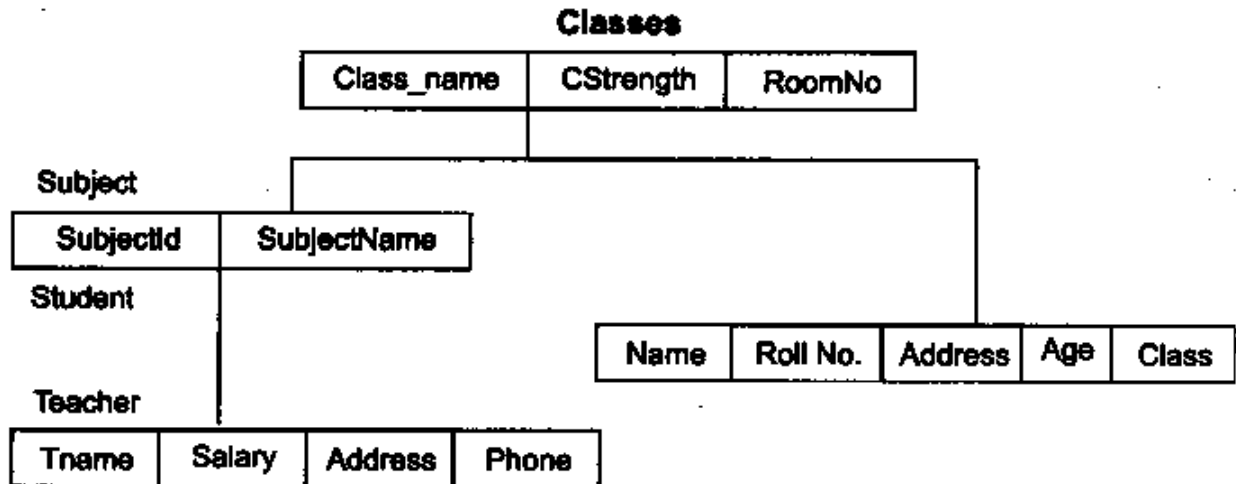 Classes
Class_name CStrength RoomNo
Subject
SubjectId SubjectName
Student
Name Roll No. Address Age Class
Teacher
Tname Salary Address Phone